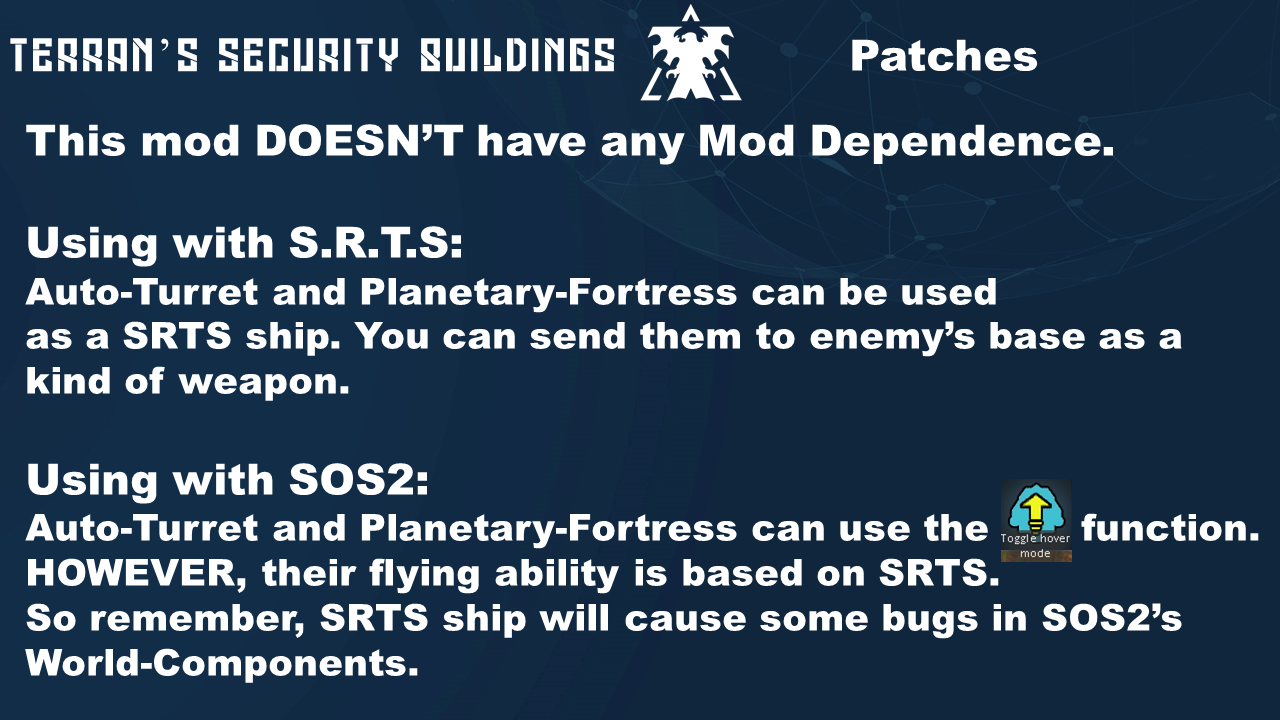 TERRAN'S SECURITY BUILDINGS Patches
This mod DOESN'T have any Mod Dependence.
Using with S.R.T.S:
Auto-Turret and Planetary-Fortress can be used
as a SRTS ship. You can send them to enemy's base as a
kind of weapon.
Using with SOS2:
Auto-Turret and Planetary-Fortress can use the Toggle hover mode function.
HOWEVER, their flying ability is based on SRTS.
So remember, SRTS ship will cause some bugs in SOS2's
World-Components.